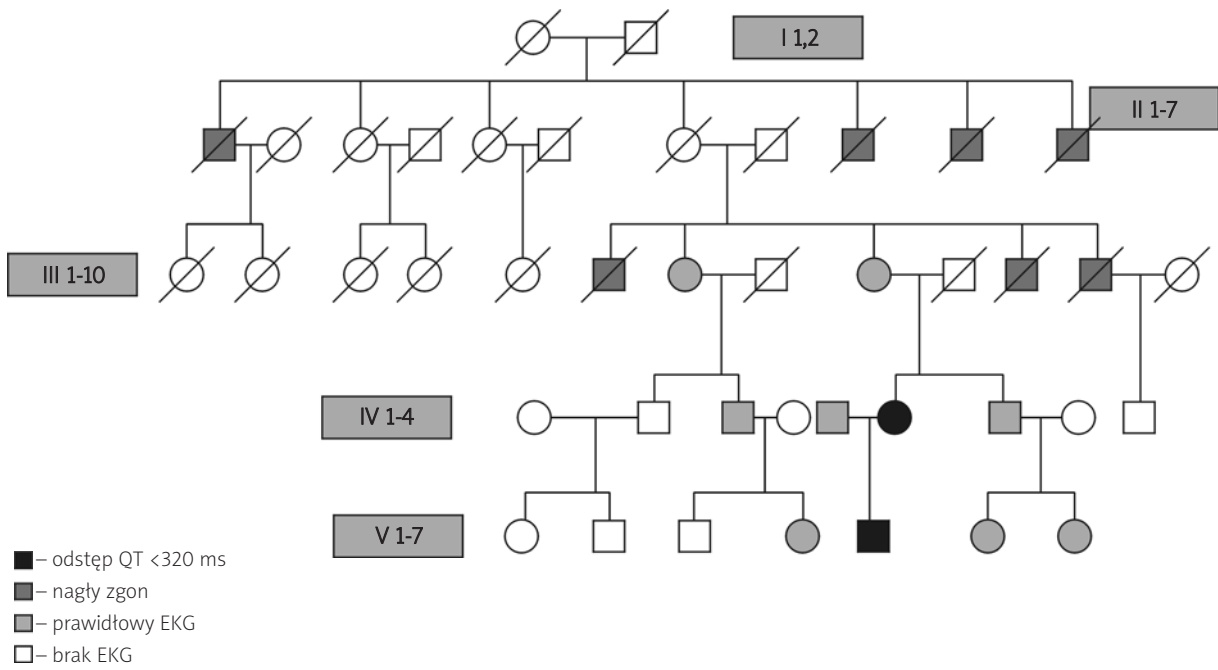 I 1,2
II 1-7
III 1-10
IV 1-4
V 1-7
– odstęp QT <320 ms
– nagły zgon
– prawidłowy EKG
– brak EKG